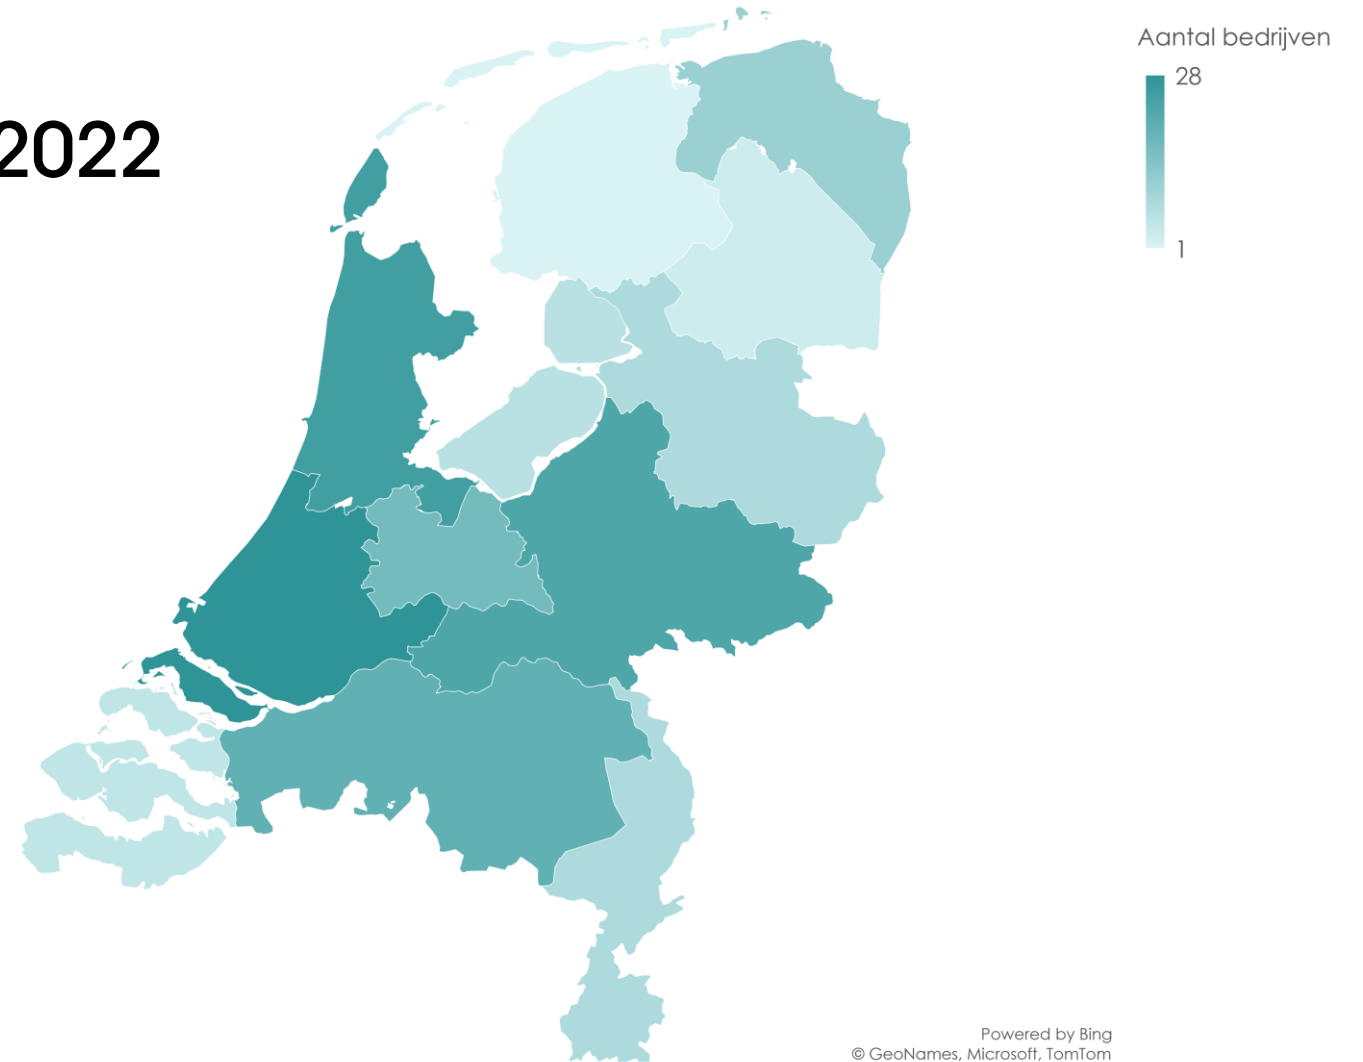 2022
Aantal bedrijven
28
1
Powered by Bing
© GeoNames, Microsoft, TomTom